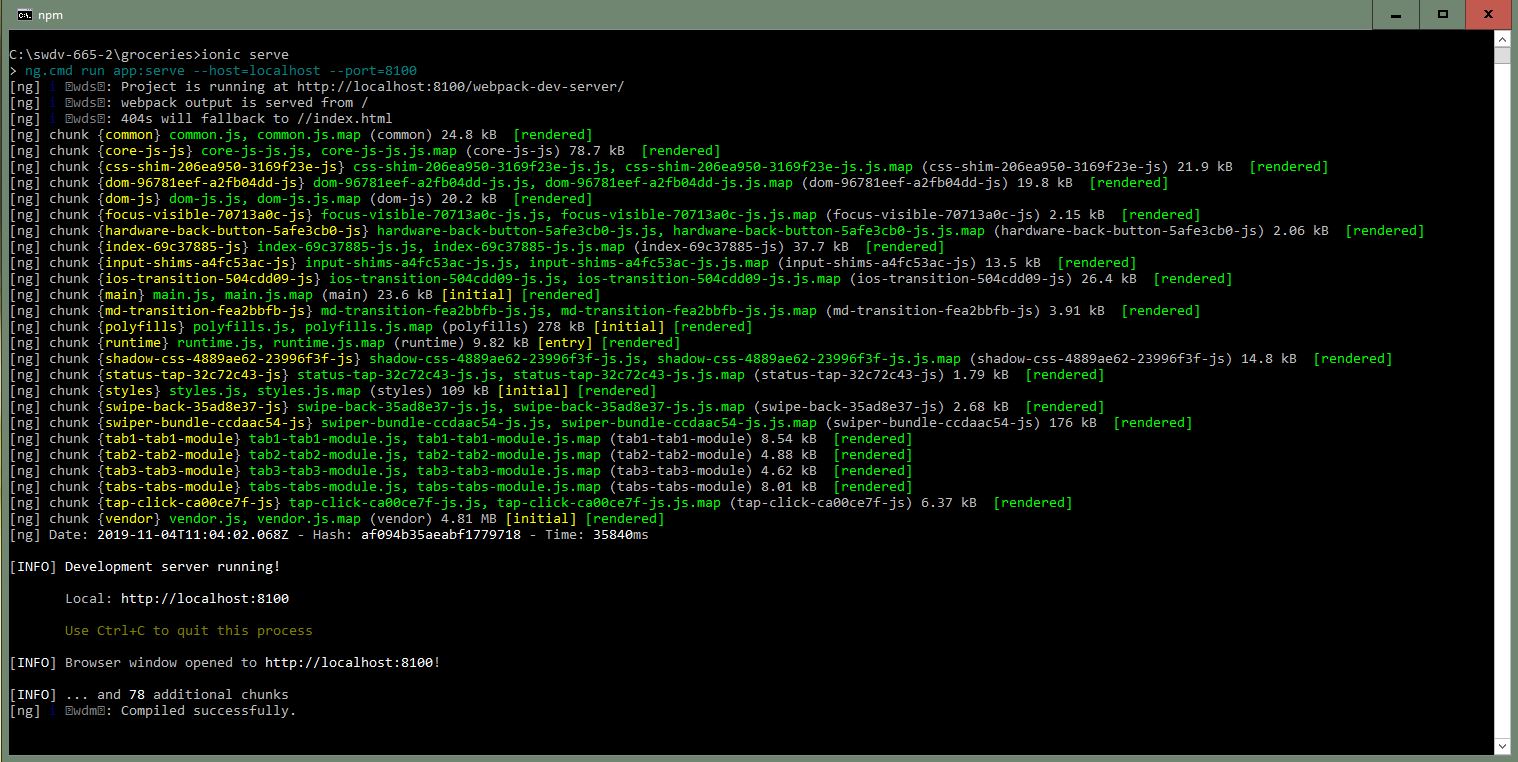 npm
C:\swdv-665-2\groceries>ionic serve
> ng.cmd run app:serve --host=localhost --port=8100
[ng] i ⌈wds⌋: Project is running at http://localhost:8100/webpack-dev-server/
[ng] i ⌈wds⌋: webpack output is served from /
[ng] i ⌈wds⌋: 404s will fallback to //index.html
[ng] chunk {common} common.js, common.js.map (common) 24.8 kB  [rendered]
[ng] chunk {core-js-js} core-js-js.js, core-js-js.js.map (core-js-js) 78.7 kB  [rendered]
[ng] chunk {css-shim-206ea950-3169f23e-js} css-shim-206ea950-3169f23e-js.js, css-shim-206ea950-3169f23e-js.js.map (css-shim-206ea950-3169f23e-js) 21.9 kB  [rendered]
[ng] chunk {dom-96781eef-a2fb04dd-js} dom-96781eef-a2fb04dd-js.js, dom-96781eef-a2fb04dd-js.js.map (dom-96781eef-a2fb04dd-js) 19.8 kB  [rendered]
[ng] chunk {dom-js} dom-js.js, dom-js.js.map (dom-js) 20.2 kB  [rendered]
[ng] chunk {focus-visible-70713a0c-js} focus-visible-70713a0c-js.js, focus-visible-70713a0c-js.js.map (focus-visible-70713a0c-js) 2.15 kB  [rendered]
[ng] chunk {hardware-back-button-5afe3cb0-js} hardware-back-button-5afe3cb0-js.js, hardware-back-button-5afe3cb0-js.js.map (hardware-back-button-5afe3cb0-js) 2.06 kB  [rendered]
[ng] chunk {index-69c37885-js} index-69c37885-js.js, index-69c37885-js.js.map (index-69c37885-js) 37.7 kB  [rendered]
[ng] chunk {input-shims-a4fc53ac-js} input-shims-a4fc53ac-js.js, input-shims-a4fc53ac-js.js.map (input-shims-a4fc53ac-js) 13.5 kB  [rendered]
[ng] chunk {ios-transition-504cdd09-js} ios-transition-504cdd09-js.js, ios-transition-504cdd09-js.js.map (ios-transition-504cdd09-js) 26.4 kB  [rendered]
[ng] chunk {main} main.js, main.js.map (main) 23.6 kB [initial] [rendered]
[ng] chunk {md-transition-fea2bbfb-js} md-transition-fea2bbfb-js.js, md-transition-fea2bbfb-js.js.map (md-transition-fea2bbfb-js) 3.91 kB  [rendered]
[ng] chunk {polyfills} polyfills.js, polyfills.js.map (polyfills) 278 kB [initial] [rendered]
[ng] chunk {runtime} runtime.js, runtime.js.map (runtime) 9.82 kB [entry] [rendered]
[ng] chunk {shadow-css-4889ae62-23996f3f-js} shadow-css-4889ae62-23996f3f-js.js, shadow-css-4889ae62-23996f3f-js.js.map (shadow-css-4889ae62-23996f3f-js) 14.8 kB  [rendered]
[ng] chunk {status-tap-32c72c43-js} status-tap-32c72c43-js.js, status-tap-32c72c43-js.js.map (status-tap-32c72c43-js) 1.79 kB  [rendered]
[ng] chunk {styles} styles.js, styles.js.map (styles) 109 kB [initial] [rendered]
[ng] chunk {swipe-back-35ad8e37-js} swipe-back-35ad8e37-js.js, swipe-back-35ad8e37-js.js.map (swipe-back-35ad8e37-js) 2.68 kB  [rendered]
[ng] chunk {swiper-bundle-ccdaac54-js} swiper-bundle-ccdaac54-js.js, swiper-bundle-ccdaac54-js.js.map (swiper-bundle-ccdaac54-js) 176 kB  [rendered]
[ng] chunk {tab1-tab1-module} tab1-tab1-module.js, tab1-tab1-module.js.map (tab1-tab1-module) 8.54 kB  [rendered]
[ng] chunk {tab2-tab2-module} tab2-tab2-module.js, tab2-tab2-module.js.map (tab2-tab2-module) 4.88 kB  [rendered]
[ng] chunk {tab3-tab3-module} tab3-tab3-module.js, tab3-tab3-module.js.map (tab3-tab3-module) 4.62 kB  [rendered]
[ng] chunk {tabs-tabs-module} tabs-tabs-module.js, tabs-tabs-module.js.map (tabs-tabs-module) 8.01 kB  [rendered]
[ng] chunk {tap-click-ca00ce7f-js} tap-click-ca00ce7f-js.js, tap-click-ca00ce7f-js.js.map (tap-click-ca00ce7f-js) 6.37 kB  [rendered]
[ng] chunk {vendor} vendor.js, vendor.js.map (vendor) 4.81 MB [initial] [rendered]
[ng] Date: 2019-11-04T11:04:02.068Z - Hash: af094b35aeabf1779718 - Time: 35840ms
[INFO] Development server running!
Local: http://localhost:8100
Use Ctrl+C to quit this process
[INFO] Browser window opened to http://localhost:8100!
[INFO] ... and 78 additional chunks
[ng] i ⌈wdm⌋: Compiled successfully.